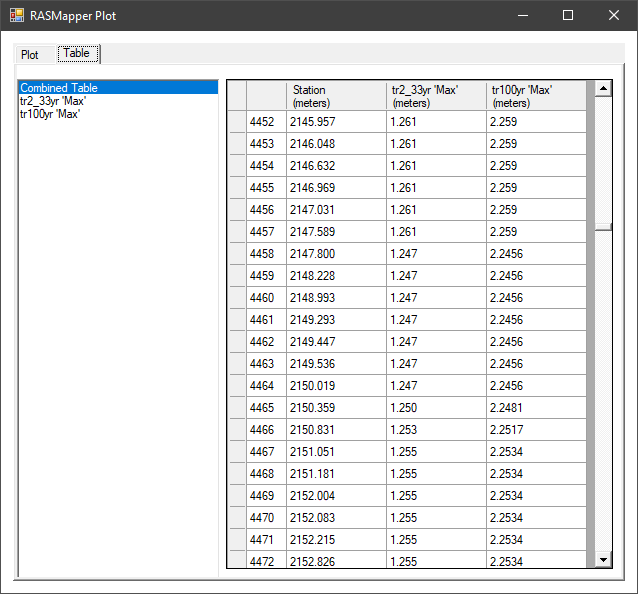 RASMapper Plot
Plot Table
Combined Table
tr2_33yr 'Max'
tr100yr 'Max'
Station tr2_33yr 'Max' tr100yr 'Max'
(meters) (meters) (meters)
4452 2145.957 1.261 2.259
4453 2146.048 1.261 2.259
4454 2146.632 1.261 2.259
4455 2146.969 1.261 2.259
4456 2147.031 1.261 2.259
4457 2147.589 1.261 2.259
4458 2147.800 1.247 2.2456
4459 2148.228 1.247 2.2456
4460 2148.993 1.247 2.2456
4461 2149.293 1.247 2.2456
4462 2149.447 1.247 2.2456
4463 2149.536 1.247 2.2456
4464 2150.019 1.247 2.2456
4465 2150.359 1.250 2.2481
4466 2150.831 1.253 2.2517
4467 2151.051 1.255 2.2534
4468 2151.181 1.255 2.2534
4469 2152.004 1.255 2.2534
4470 2152.083 1.255 2.2534
4471 2152.215 1.255 2.2534
4472 2152.826 1.255 2.2534